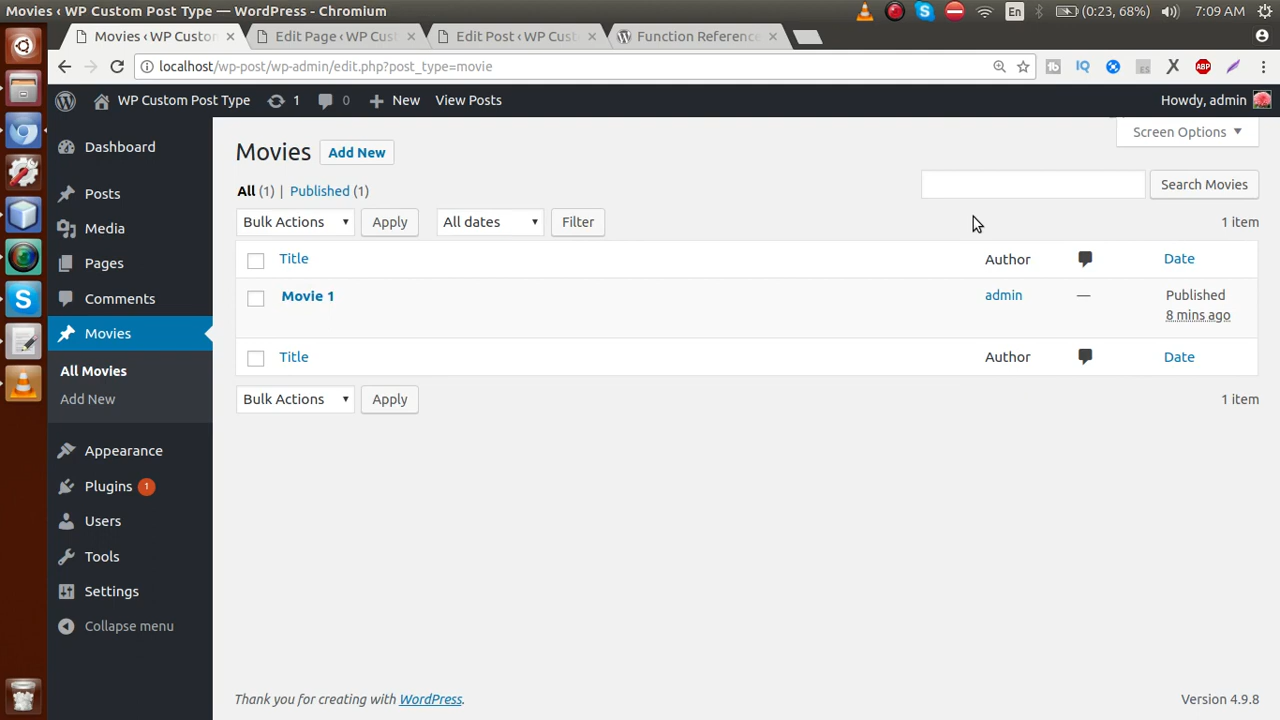 Movies ‹ WP Custom Post Type — WordPress - Chromium
En
(0:23, 68%)
7:09 AM
Movies ‹ WP Custom
Edit Page ‹ WP Cust
Edit Post ‹ WP Custo
Function Reference
localhost/wp-post/wp-admin/edit.php?post_type=movie
IQ
ABP
WP Custom Post Type
1
0
New
View Posts
Howdy, admin
Dashboard
Posts
Media
Pages
Comments
Movies
All Movies
Add New
Appearance
Plugins 1
Users
Tools
Settings
Collapse menu
Screen Options
Movies
Add New
All (1) | Published (1)
Search Movies
Bulk Actions
Apply
All dates
Filter
1 item
Title
Author
Date
Movie 1
admin
—
Published
8 mins ago
Title
Author
Date
Bulk Actions
Apply
1 item
Thank you for creating with WordPress.
Version 4.9.8